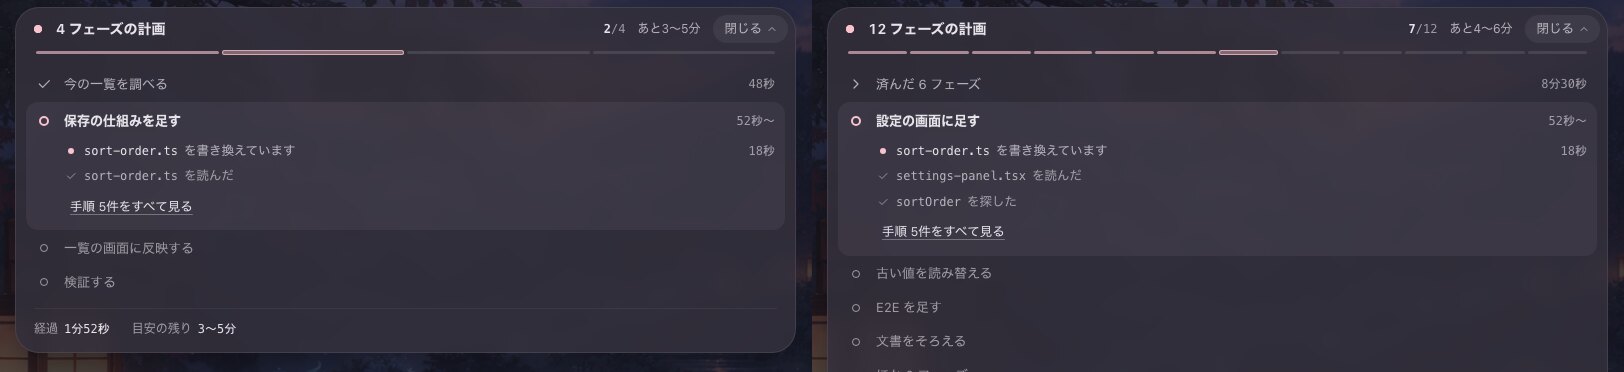 4 フェーズの計画 2/4 あと3〜5分 閉じる
今の一覧を調べる 48秒
保存の仕組みを足す 52秒〜
sort-order.ts を書き換えています 18秒
sort-order.ts を読んだ
手順 5件をすべて見る
一覧の画面に反映する
検証する
経過 1分52秒 目安の残り 3〜5分
12 フェーズの計画 7/12 あと4〜6分 閉じる
済んだ 6 フェーズ 8分30秒
設定の画面に足す 52秒〜
sort-order.ts を書き換えています 18秒
settings-panel.tsx を読んだ
sortOrder を探した
手順 5件をすべて見る
古い値を読み替える
E2E を足す
文書をそろえる